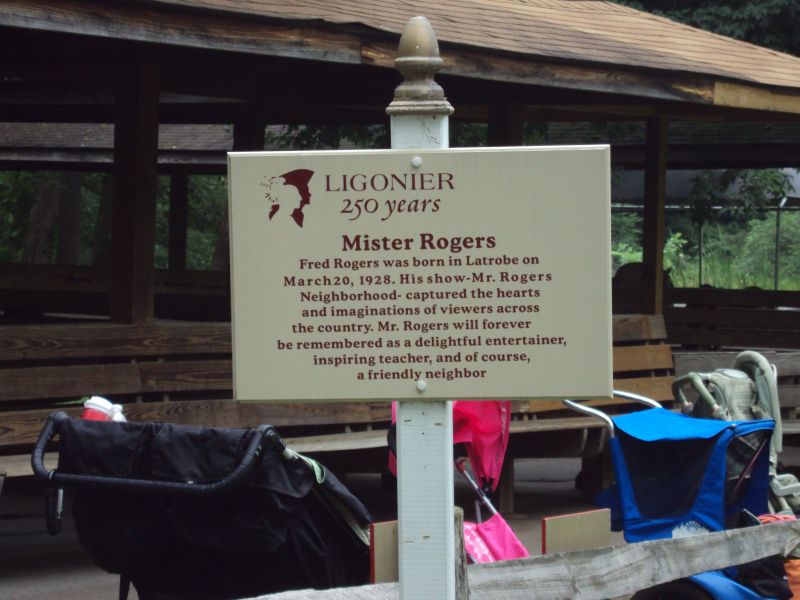 LIGONIER
250 years
Mister Rogers
Fred Rogers was born in Latrobe on
March20, 1928. His show-Mr. Rogers
Neighborhood- captured the hearts
and imaginations of viewers across
the country. Mr. Rogers will forever
be remembered as a delightful entertainer,
inspiring teacher, and of course,
a friendly neighbor